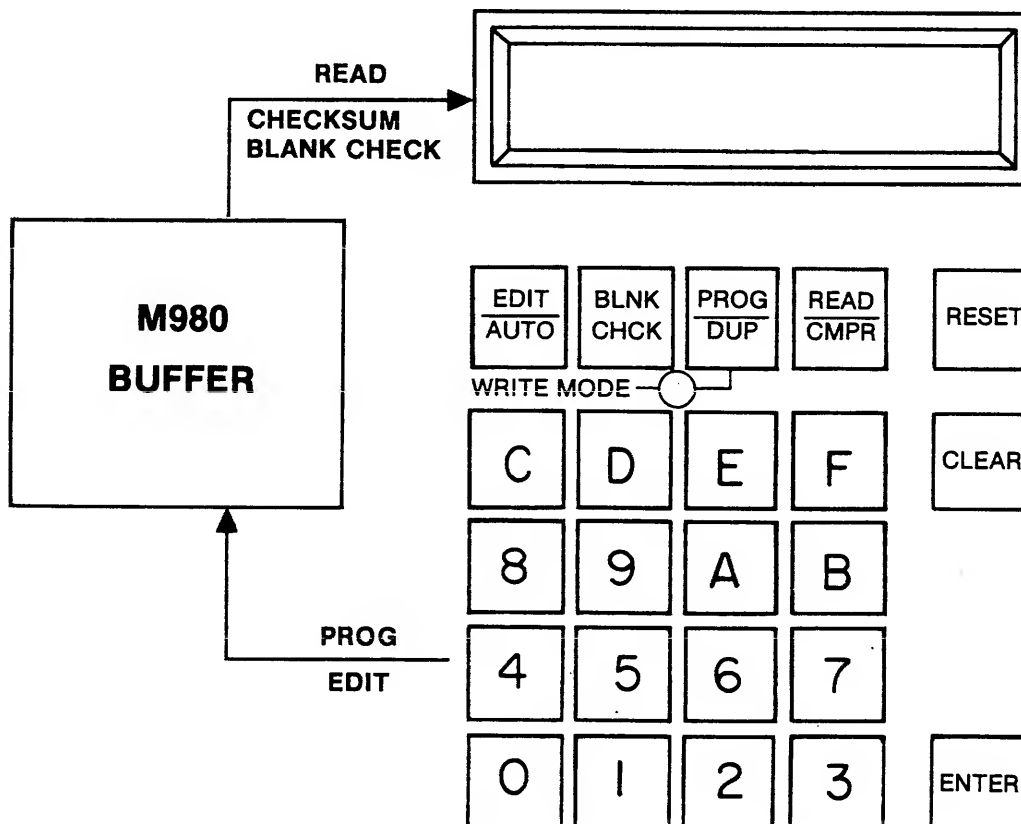 READ
CHECKSUM
BLANK CHECK
M980
BUFFER
EDIT
AUTO
BLNK
CHCK
PROG
DUP
READ
CMPR
RESET
WRITE MODE
C D E F
CLEAR
8 9 A B
PROG
EDIT
4 5 6 7
0 1 2 3
ENTER